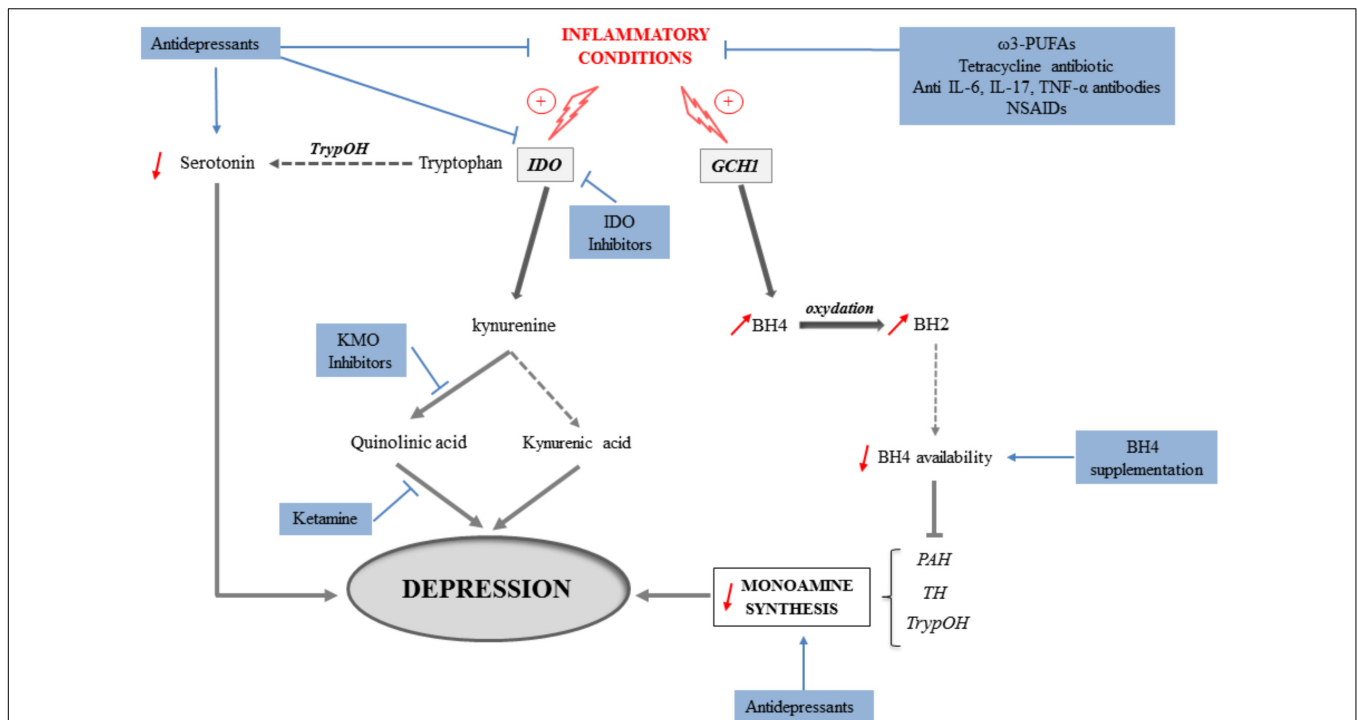 Antidepressants
INFLAMMATORY
CONDITIONS
ω3-PUFAs
Tetracycline antibiotic
Anti IL-6, IL-17, TNF-α antibodies
NSAIDs
+
+
Serotonin
TrypOH
Tryptophan
IDO
GCH1
IDO
Inhibitors
kynurenine
BH4
oxydation
BH2
KMO
Inhibitors
Quinolinic acid
Kynurenic acid
BH4 availability
BH4
supplementation
Ketamine
DEPRESSION
MONOAMINE
SYNTHESIS
PAH
TH
TrypOH
Antidepressants